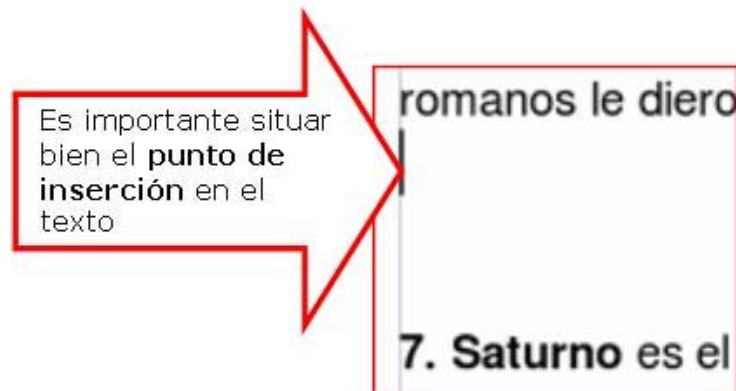 Es importante situar
bien el punto de
inserción en el
texto
romanos le diero
7. Saturno es el